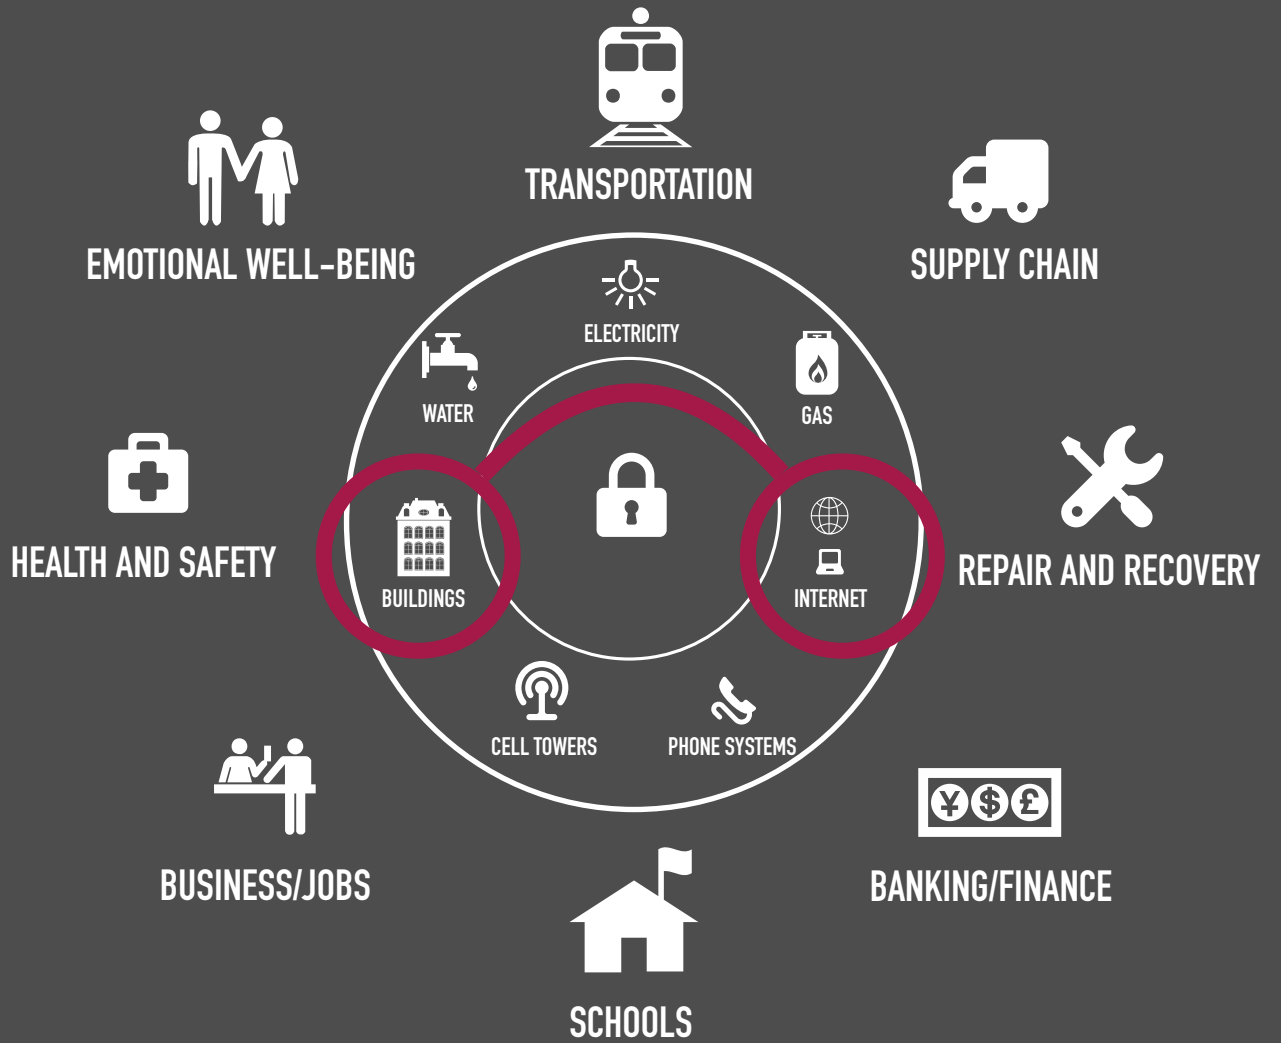 TRANSPORTATION
EMOTIONAL WELL-BEING
SUPPLY CHAIN
ELECTRICITY
WATER
GAS
HEALTH AND SAFETY
REPAIR AND RECOVERY
BUILDINGS
INTERNET
CELL TOWERS
PHONE SYSTEMS
¥ $ £
BUSINESS/JOBS
BANKING/FINANCE
SCHOOLS